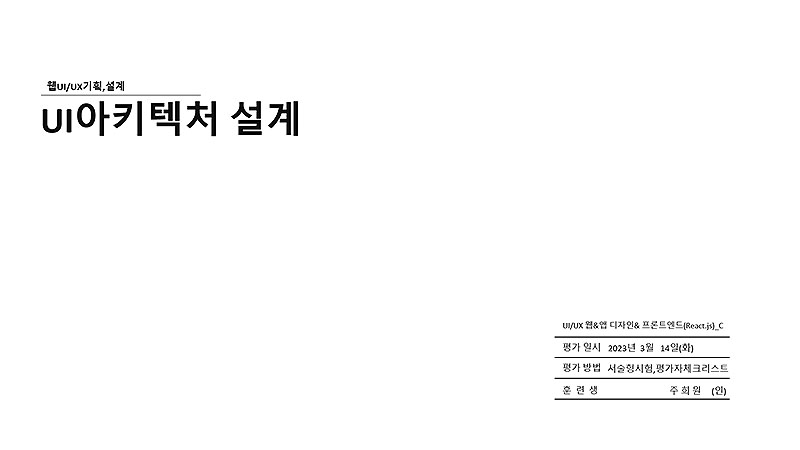 웹UI/UX기획,설계
UI아키텍처 설계
UI/UX 웹&앱 디자인& 프론트엔드(React.js)_C
평가 일시 2023년 3월 14일(화)
평가 방법 서술형시험,평가자체크리스트
훈 련 생 주 희 원 (인)